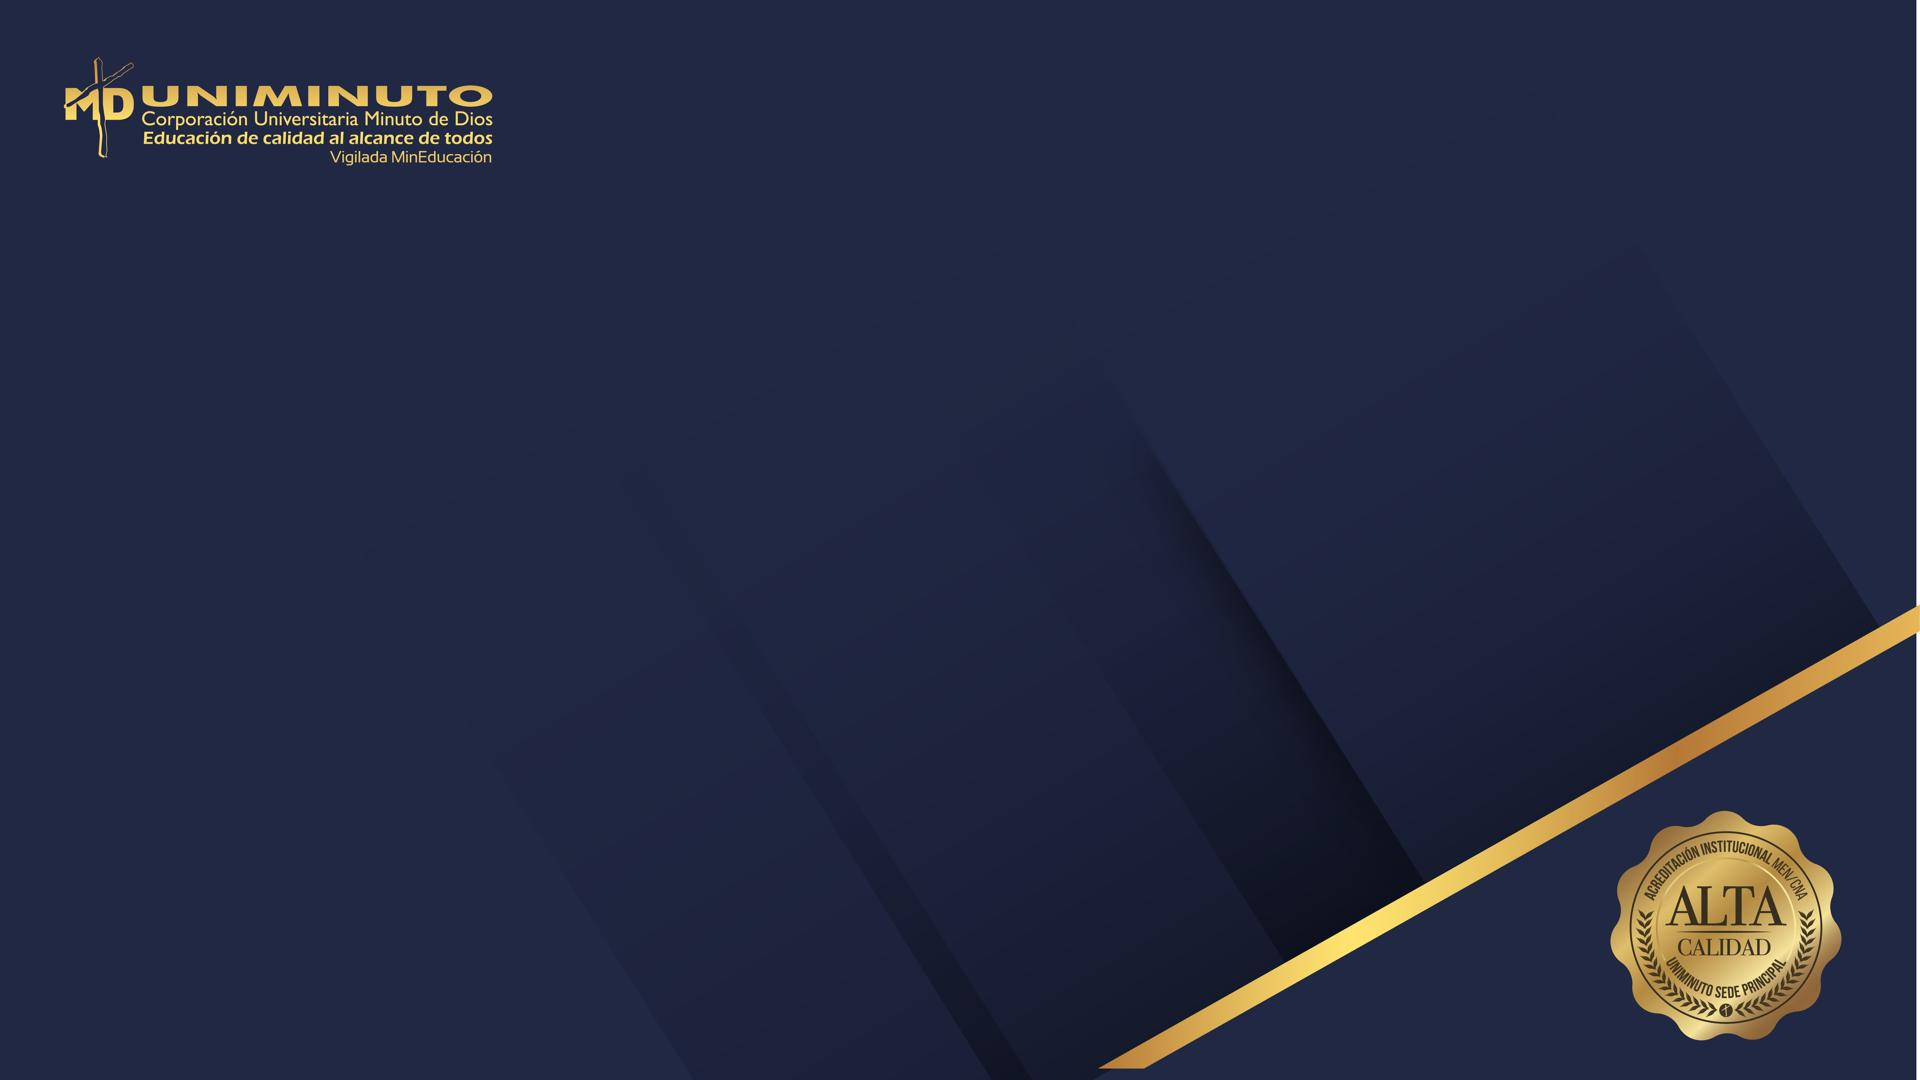 MD UNIMINUTO
Corporación Universitaria Minuto de Dios
Educación de calidad al alcance de todos
Vigilada MinEducación
ACREDITACIÓN INSTITUCIONAL MEN/CNA
ALTA
CALIDAD
UNIMINUTO SEDE PRINCIPAL